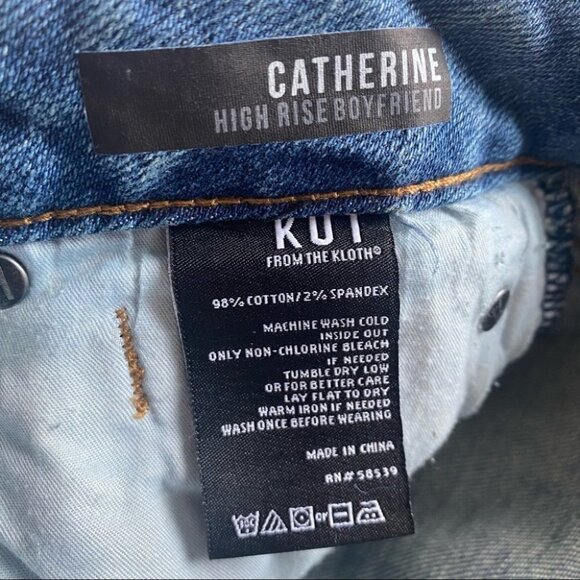 CATHERINE
HIGH RISE BOYFRIEND
KUT
FROM THE KLOTH®
98% COTTON/2% SPANDEX
MACHINE WASH COLD
INSIDE OUT
ONLY NON-CHLORINE BLEACH
IF NEEDED
TUMBLE DRY LOW
OR FOR BETTER CARE
LAY FLAT TO DRY
WARM IRON IF NEEDED
WASH ONCE BEFORE WEARING
MADE IN CHINA
RN# 58539
or